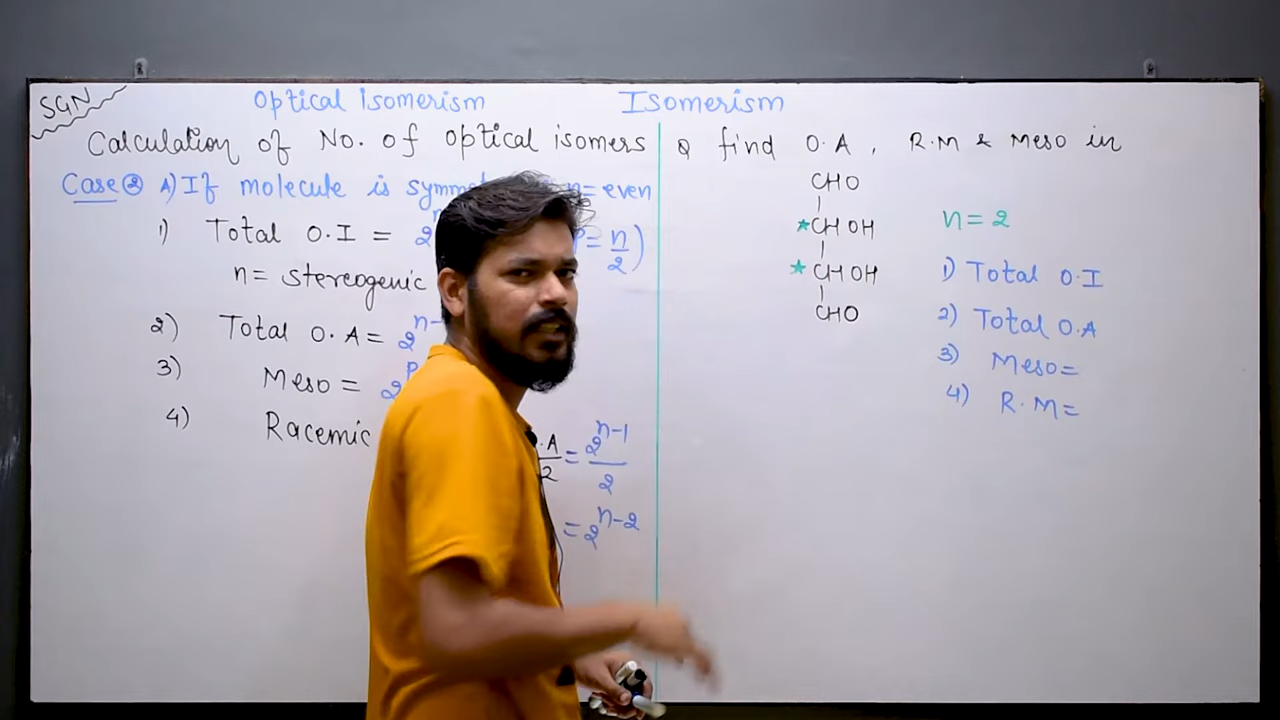 SGN
Optical Isomerism
Isomerism
Calculation of No. of optical isomers
Case ② A) If molecule is n= even
1) Total O.I = 2
P= n/2)
n= stereogenic
2) Total O.A = 2^n-
3) Meso = 2^P
4) Racemic
.A/2 = 2^n-1/2
= 2^n-2
Q find O.A , R.M & Meso in
CHO
*CHOH
*CHOH
CHO
n= 2
1) Total O.I
2) Total O.A
3) Meso=
4) R.M=